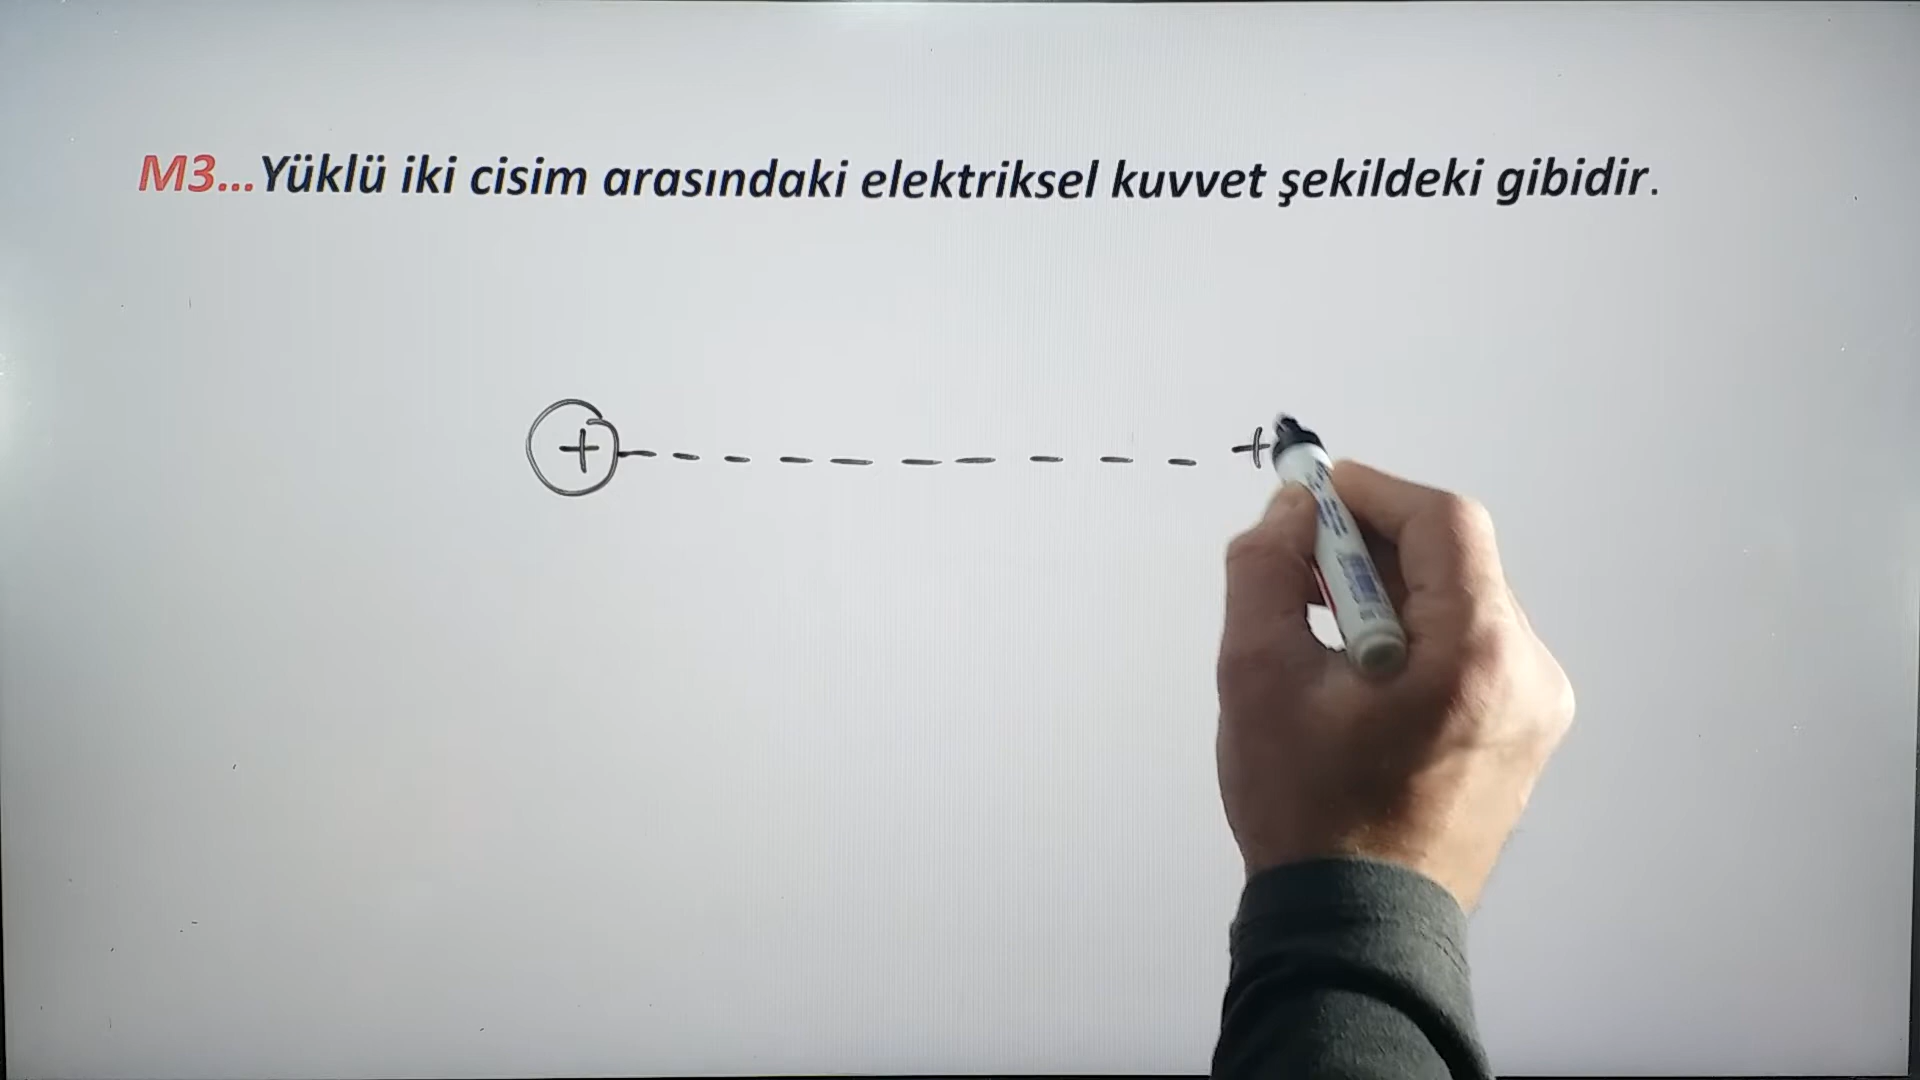 M3...Yüklü iki cisim arasındaki elektriksel kuvvet şekildeki gibidir.
+ +